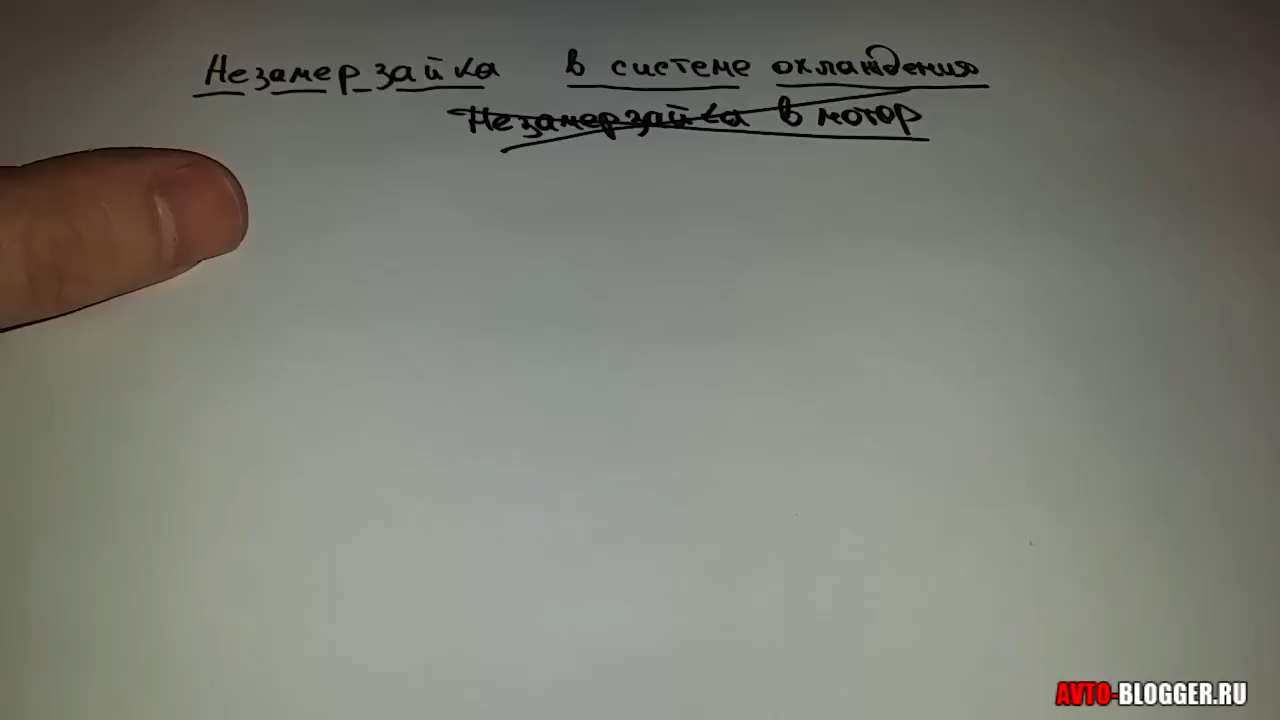 Незамерзайка в системе охлаждения
Незамерзайка в мотор
AVTO-BLOGGER.RU